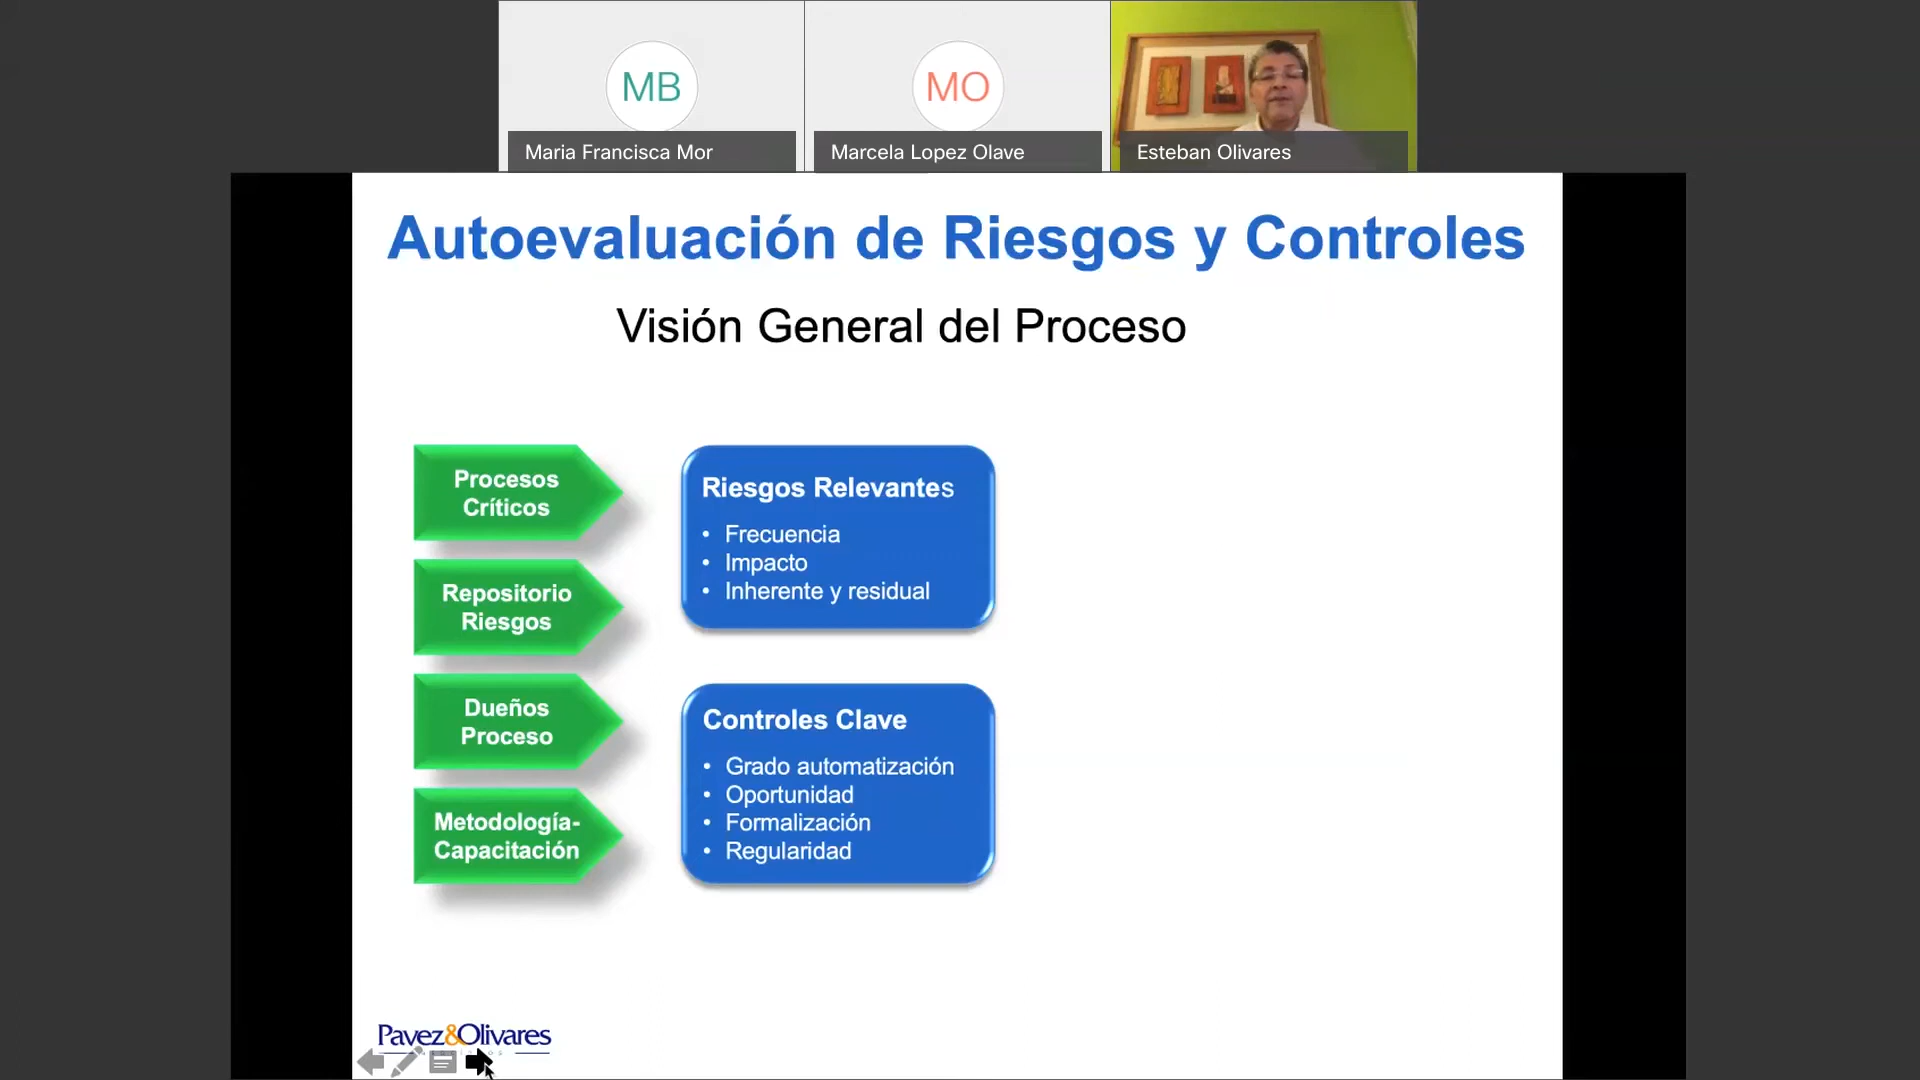 MB
MO
Maria Francisca Mor
Marcela Lopez Olave
Esteban Olivares
Autoevaluación de Riesgos y Controles
Visión General del Proceso
Procesos
Críticos
Repositorio
Riesgos
Dueños
Proceso
Metodología-
Capacitación
Riesgos Relevantes
• Frecuencia
• Impacto
• Inherente y residual
Controles Clave
• Grado automatización
• Oportunidad
• Formalización
• Regularidad
Pavez&Olivares